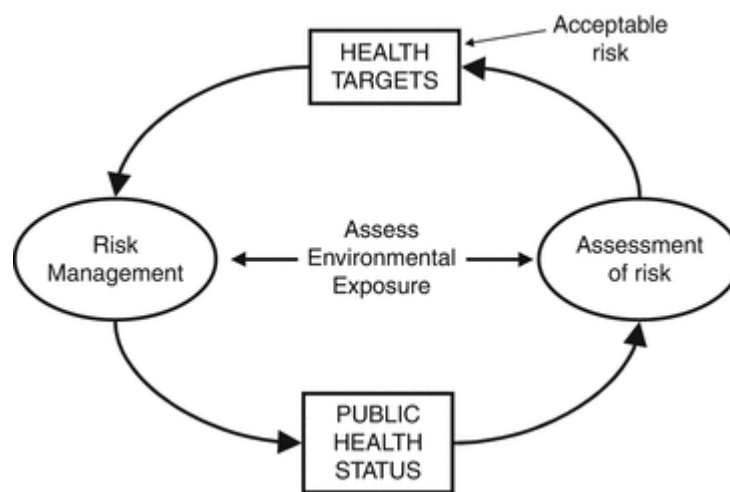 HEALTH
TARGETS
Acceptable
risk
Risk
Management
Assess
Environmental
Exposure
Assessment
of risk
PUBLIC
HEALTH
STATUS